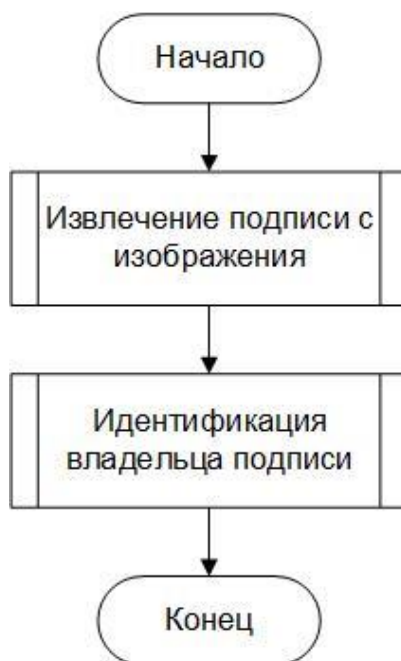 Начало
Извлечение подписи с
изображения
Идентификация
владельца подписи
Конец